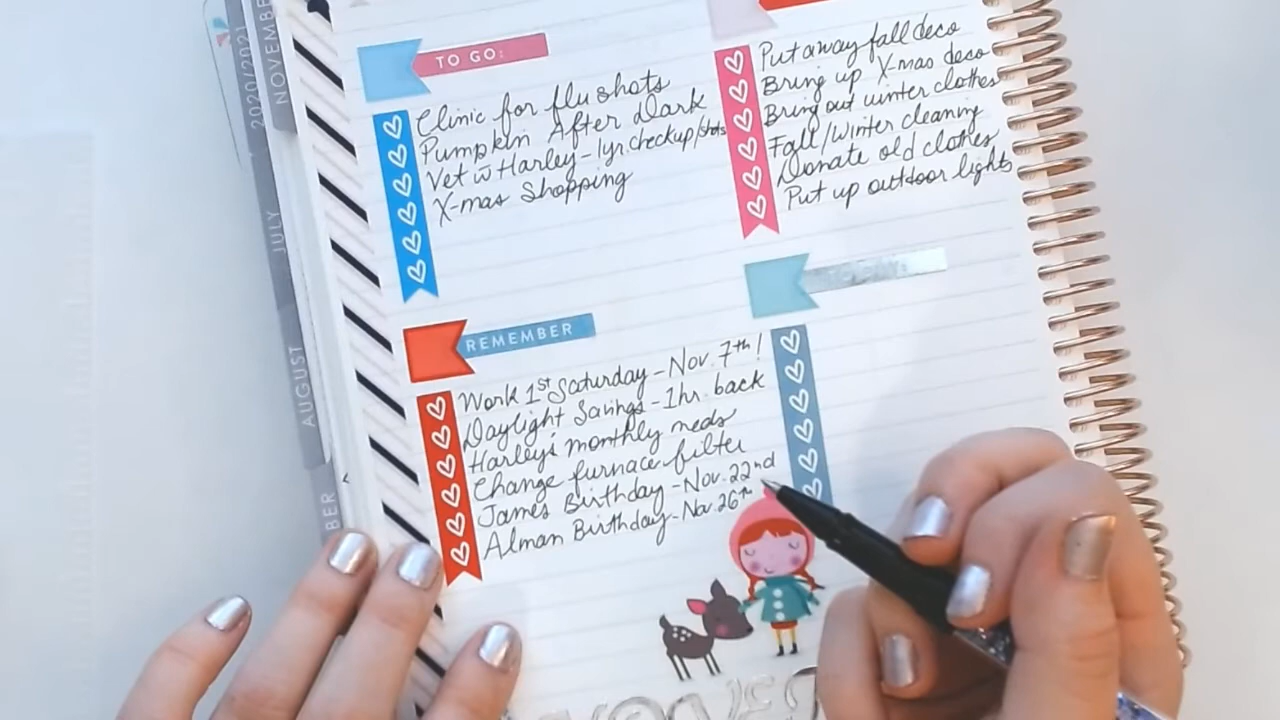 2020/2021
NOVEMBE
JULY
AUGUST
BER
TO GO:
Clinic for flu shots
Pumpkin After Dark
Vet w Harley - 1yr checkup/shots
X-mas Shopping
Put away fall deco
Bring up X-mas deco
Bring out winter clothes
Fall/Winter cleaning
Donate old clothes
Put up outdoor lights
REMEMBER
Work 1st Saturday - Nov. 7th!
Daylight Savings - 1hr. back
Harley's monthly meds
Change furnace filter
James Birthday - Nov. 22nd
Alman Birthday - Nov. 26th